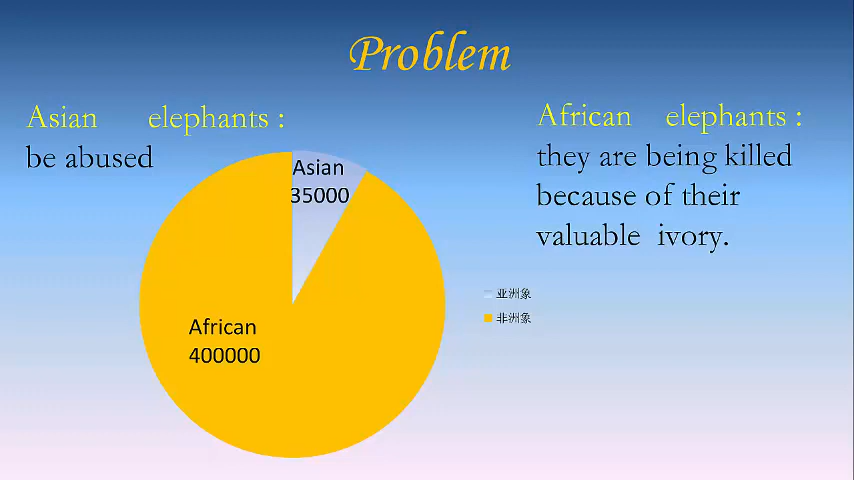 Problem
Asian elephants :
be abused
African elephants :
they are being killed
because of their
valuable ivory.
Asian
35000
African
400000
亚洲象
非洲象